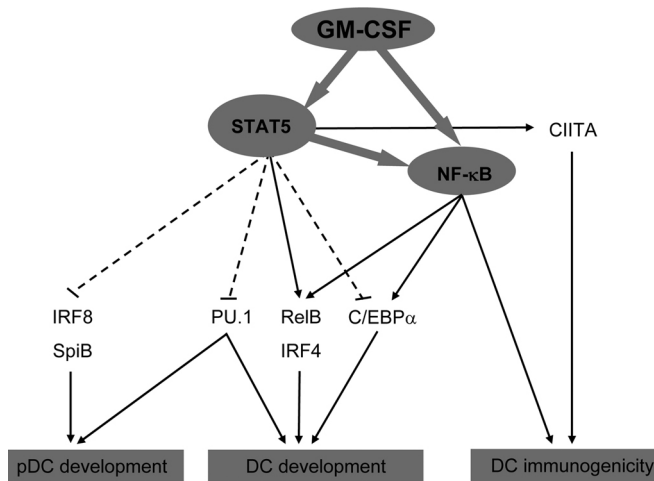 GM-CSF
STAT5
CIITA
NF-κB
IRF8
PU.1
RelB
C/EBPα
SpiB
IRF4
pDC development
DC development
DC immunogenicity